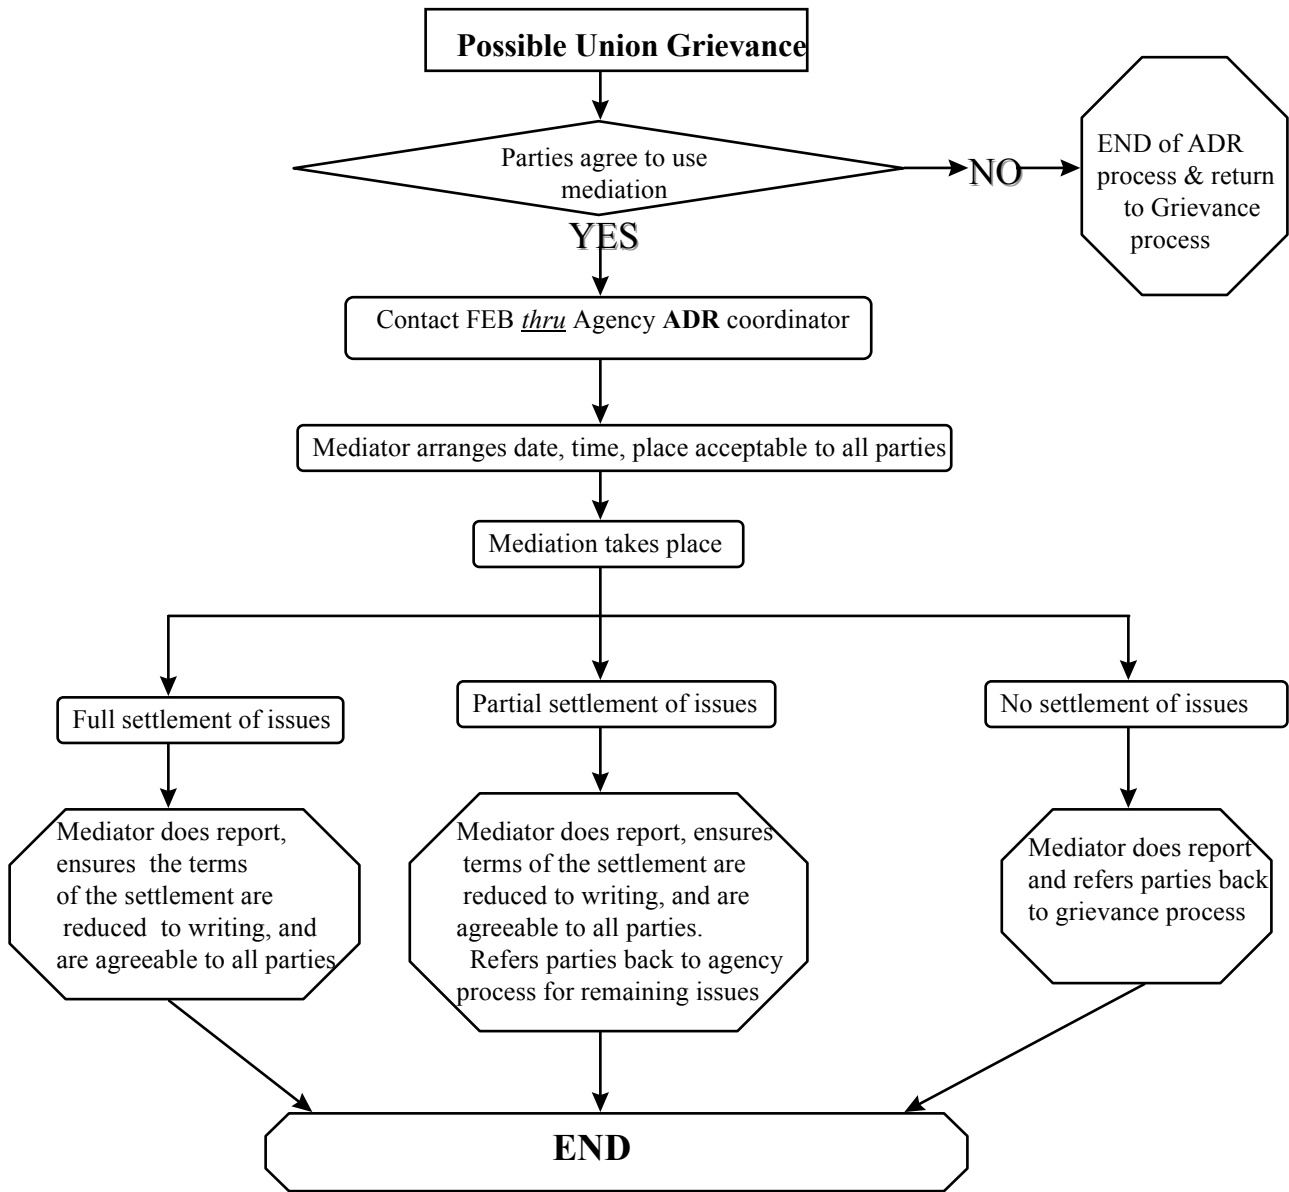 Possible Union Grievance
Parties agree to use
mediation
NO
END of ADR
process & return
to Grievance
process
YES
Contact FEB thru Agency ADR coordinator
Mediator arranges date, time, place acceptable to all parties
Mediation takes place
Full settlement of issues
Partial settlement of issues
No settlement of issues
Mediator does report,
ensures the terms
of the settlement are
reduced to writing, and
are agreeable to all parties
Mediator does report, ensures
terms of the settlement are
reduced to writing, and are
agreeable to all parties.
Refers parties back to agency
process for remaining issues
Mediator does report
and refers parties back
to grievance process
END